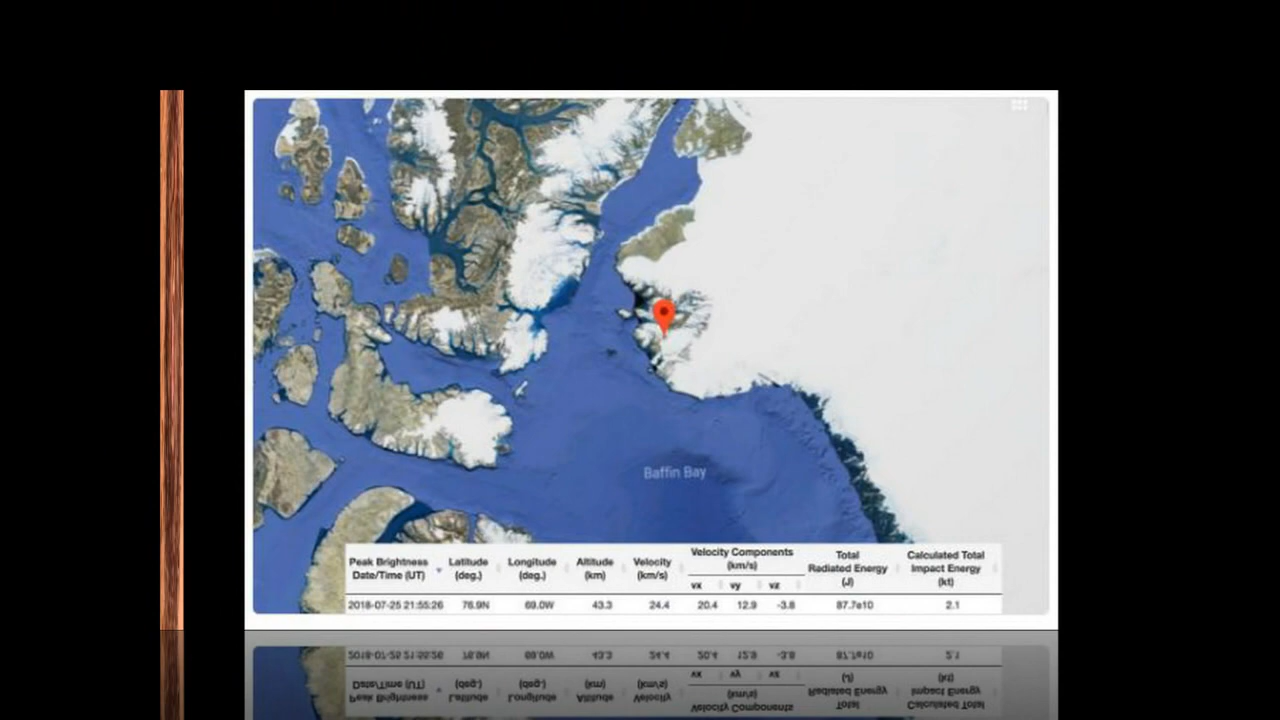 Baffin Bay
Peak Brightness Date/Time (UT) Latitude (deg.) Longitude (deg.) Altitude (km) Velocity (km/s) Velocity Components (km/s) Total Radiated Energy (J) Calculated Total Impact Energy (kt)
vx vy vz
2018-07-25 21:55:26 76.9N 69.0W 43.3 24.4 20.4 12.9 -3.8 87.7e10 2.1